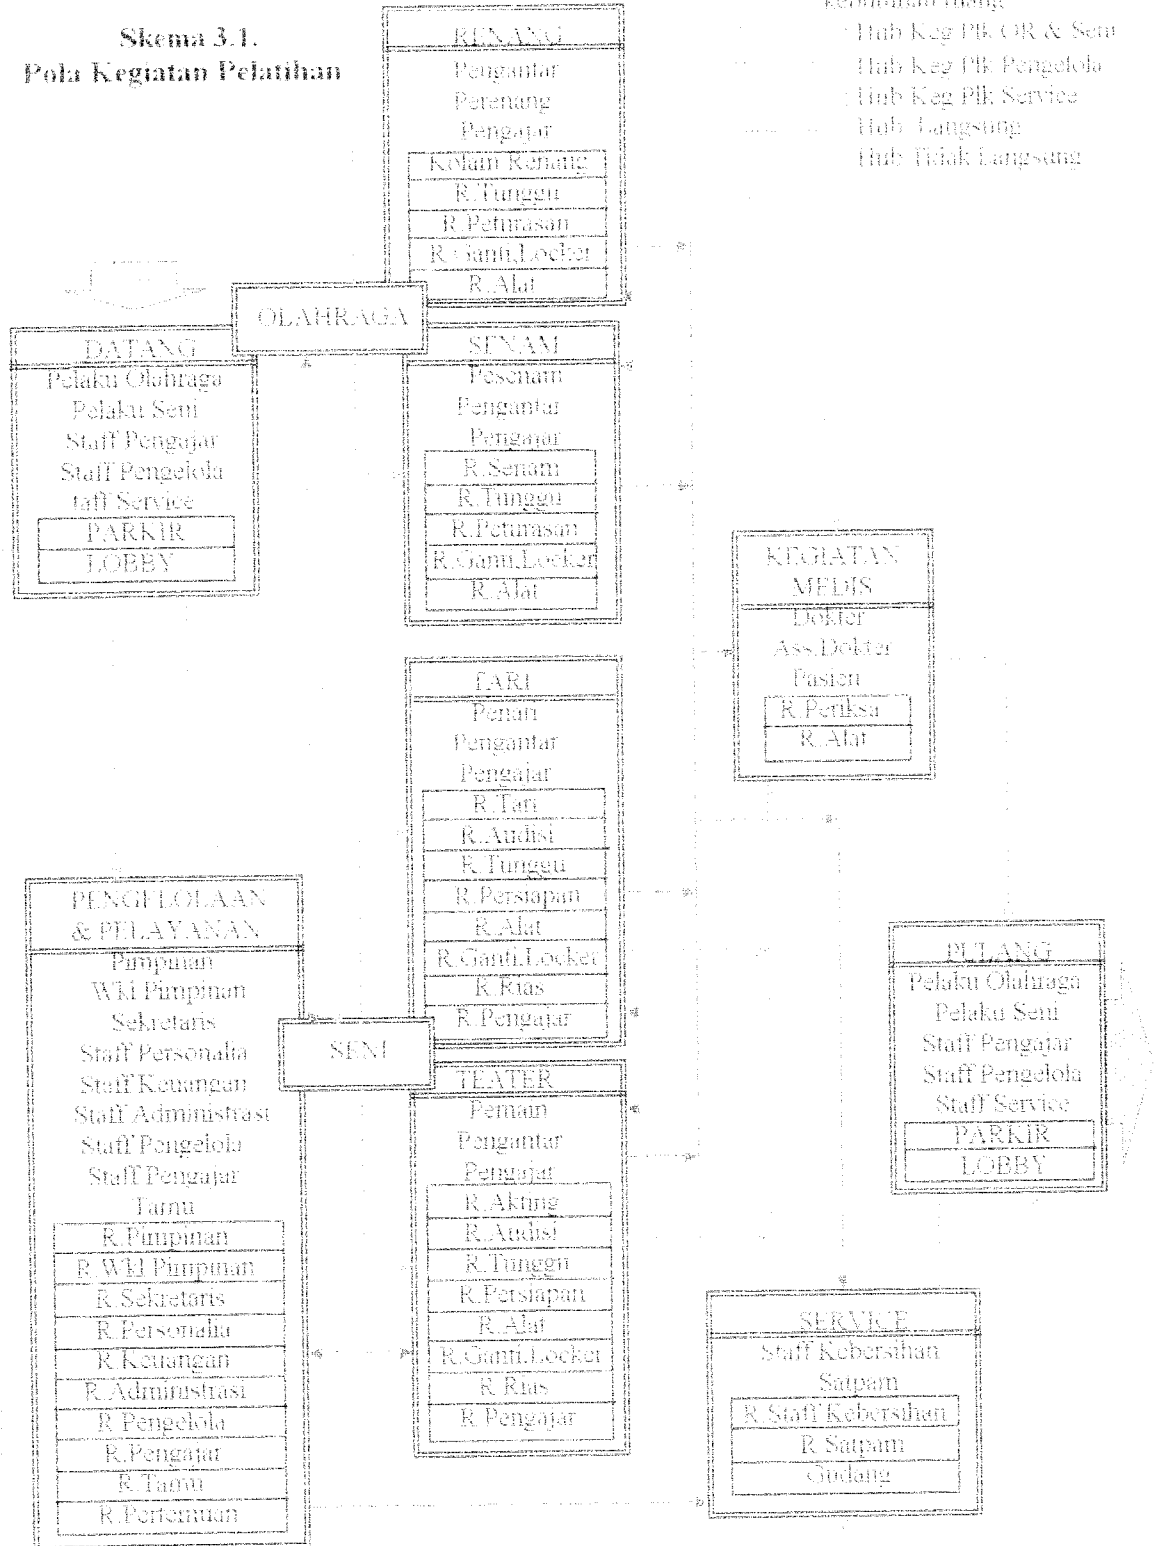 Skema 3.1.
Pola Kegiatan Pelatihan
kebutuhan ruang
: Hub Keg Plk OR & Seni
: Hub Keg Plk Pengelola
: Hub Keg Plk Service
: Hub Langsung
: Hub Tidak Langsung
RENANG
Pengantar
Perenang
Pengajar
Kolam Renang
R.Tunggu
R.Peturasan
R.Ganti,Locker
R.Alat
OLAHRAGA
DATANG
Pelaku Olahraga
Pelaku Seni
Staff Pengajar
Staff Pengelola
taff Service
PARKIR
LOBBY
SENAM
Pesenam
Pengantar
Pengajar
R.Senam
R.Tunggu
R.Peturasan
R.Ganti,Locker
R.Alat
KEGIATAN
MEDIS
Dokter
Ass.Dokter
Pasien
R.Periksa
R.Alat
TARI
Penari
Pengantar
Pengajar
R.Tari
R.Audisi
R.Tunggu
R.Persiapan
R.Alat
R.Ganti,Locker
R.Rias
R.Pengajar
PENGELOLAAN
& PELAYANAN
Pimpinan
Wkl Pimpinan
Sekretaris
Staff Personalia
Staff Keuangan
Staff Administrasi
Staff Pengelola
Staff Pengajar
Tamu
R.Pimpinan
R.Wkl Pimpinan
R.Sekretaris
R.Personalia
R.Keuangan
R.Administrasi
R.Pengelola
R.Pengajar
R.Tamu
R.Pertemuan
SENI
TEATER
Pemain
Pengantar
Pengajar
R.Akting
R.Audisi
R.Tunggu
R.Persiapan
R.Alat
R.Ganti,Locker
R.Rias
R.Pengajar
PULANG
Pelaku Olahraga
Pelaku Seni
Staff Pengajar
Staff Pengelola
Staff Service
PARKIR
LOBBY
SERVICE
Staff Kebersihan
Satpam
R.Staff Kebersihan
R.Satpam
Gudang